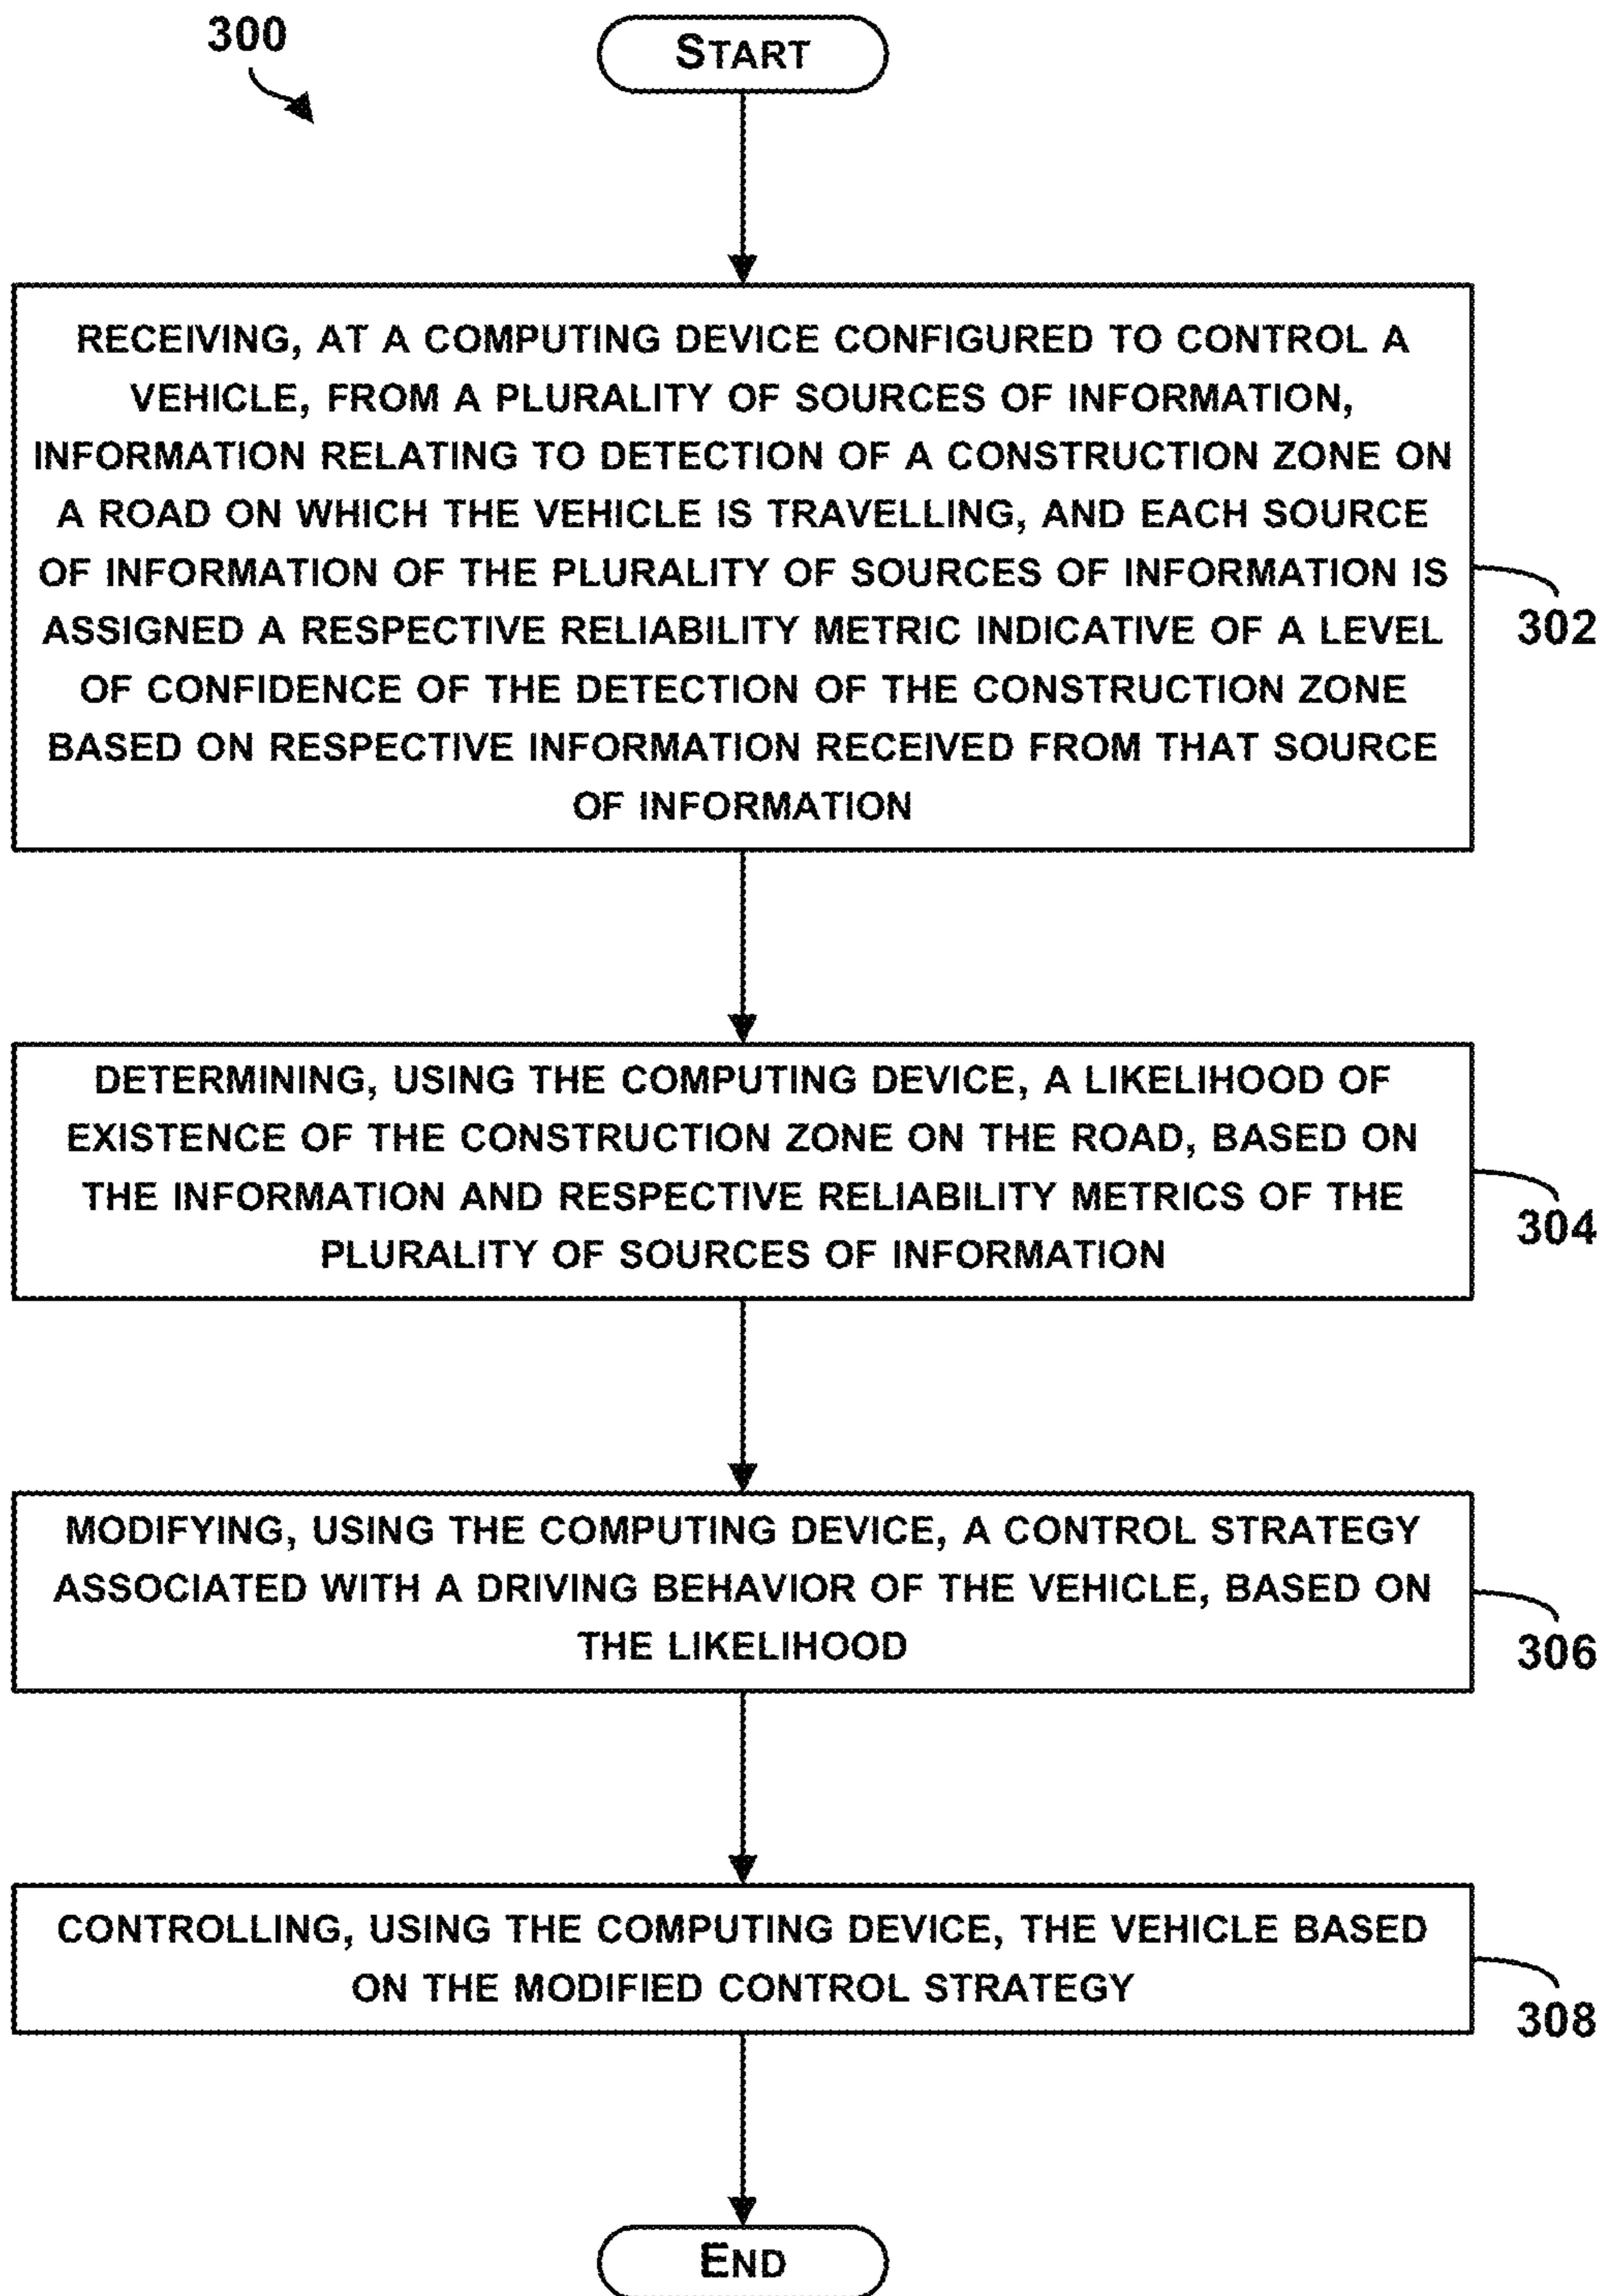 300
START
RECEIVING, AT A COMPUTING DEVICE CONFIGURED TO CONTROL A
VEHICLE, FROM A PLURALITY OF SOURCES OF INFORMATION,
INFORMATION RELATING TO DETECTION OF A CONSTRUCTION ZONE ON
A ROAD ON WHICH THE VEHICLE IS TRAVELLING, AND EACH SOURCE
OF INFORMATION OF THE PLURALITY OF SOURCES OF INFORMATION IS
ASSIGNED A RESPECTIVE RELIABILITY METRIC INDICATIVE OF A LEVEL
OF CONFIDENCE OF THE DETECTION OF THE CONSTRUCTION ZONE
BASED ON RESPECTIVE INFORMATION RECEIVED FROM THAT SOURCE
OF INFORMATION
302
DETERMINING, USING THE COMPUTING DEVICE, A LIKELIHOOD OF
EXISTENCE OF THE CONSTRUCTION ZONE ON THE ROAD, BASED ON
THE INFORMATION AND RESPECTIVE RELIABILITY METRICS OF THE
PLURALITY OF SOURCES OF INFORMATION
304
MODIFYING, USING THE COMPUTING DEVICE, A CONTROL STRATEGY
ASSOCIATED WITH A DRIVING BEHAVIOR OF THE VEHICLE, BASED ON
THE LIKELIHOOD
306
CONTROLLING, USING THE COMPUTING DEVICE, THE VEHICLE BASED
ON THE MODIFIED CONTROL STRATEGY
308
END